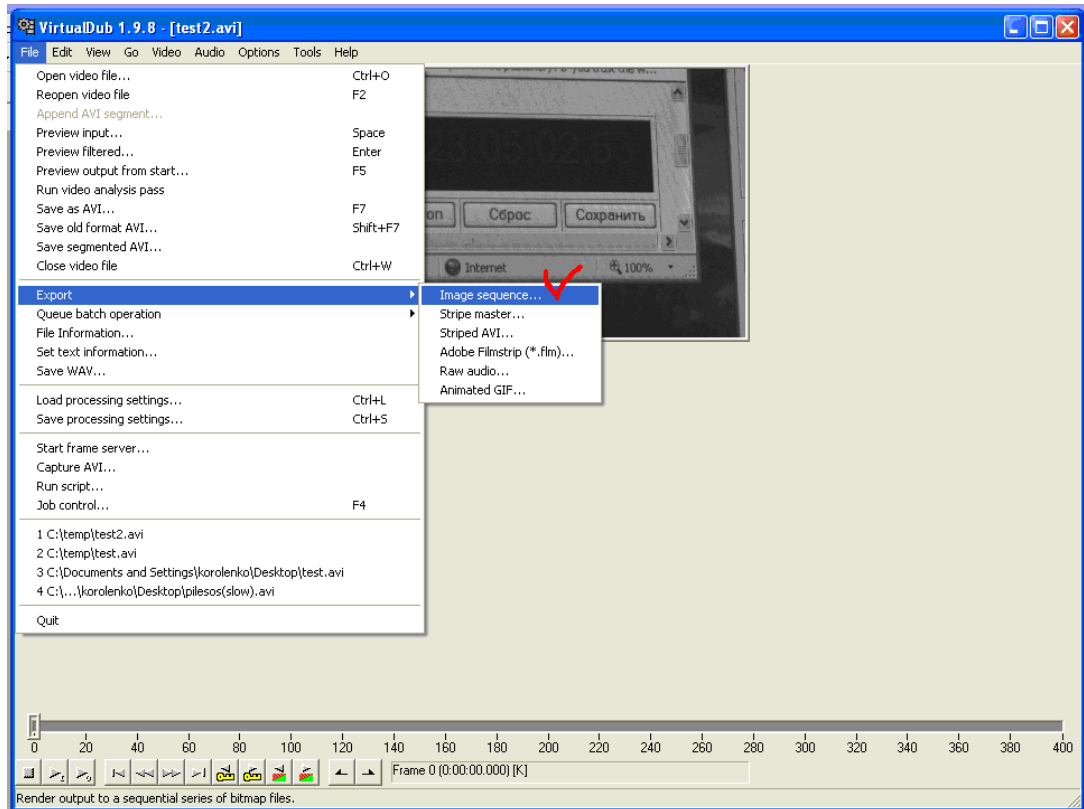 VirtualDub 1.9.8 - [test2.avi]
File Edit View Go Video Audio Options Tools Help
Open video file... Ctrl+O
Reopen video file F2
Append AVI segment...
Preview input... Space
Preview filtered... Enter
Preview output from start... F5
Run video analysis pass
Save as AVI... F7
Save old format AVI... Shift+F7
Save segmented AVI...
Close video file Ctrl+W
Export
Queue batch operation
File Information...
Set text information...
Save WAV...
Load processing settings... Ctrl+L
Save processing settings... Ctrl+S
Start frame server...
Capture AVI...
Run script...
Job control... F4
1 C:\temp\test2.avi
2 C:\temp\test.avi
3 C:\Documents and Settings\korolenko\Desktop\test.avi
4 C:\...\korolenko\Desktop\pilesos(slow).avi
Quit
Image sequence...
Stripe master...
Striped AVI...
Adobe Filmstrip (*.flm)...
Raw audio...
Animated GIF...
23:05:02.53
оп Сброс Сохранить
Internet 100%
0 20 40 60 80 100 120 140 160 180 200 220 240 260 280 300 320 340 360 380 400
Frame 0 (0:00:00.000) [K]
Render output to a sequential series of bitmap files.